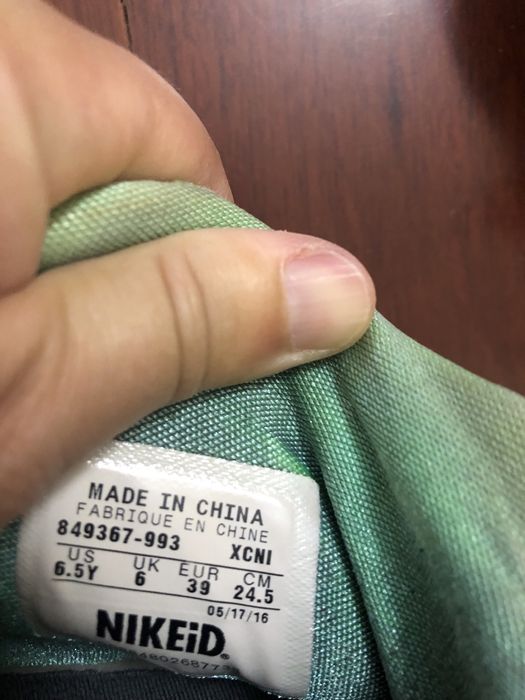 MADE IN CHINA
FABRIQUE EN CHINE
849367-993 XCNI
US UK EUR CM
6.5Y 6 39 24.5
05/17/16
NIKEiD®